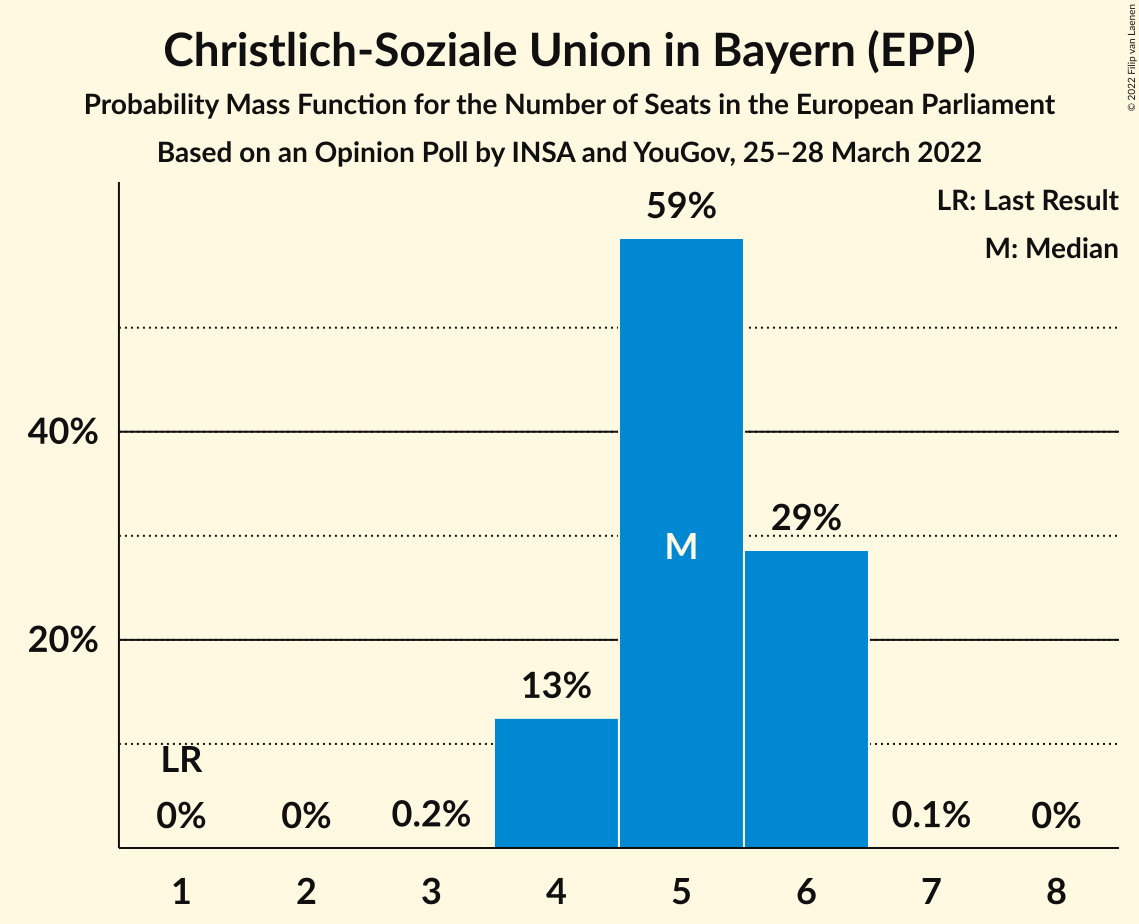 Christlich-Soziale Union in Bayern (EPP)
Probability Mass Function for the Number of Seats in the European Parliament
Based on an Opinion Poll by INSA and YouGov, 25–28 March 2022
© 2022 Filip van Laenen
LR: Last Result
M: Median
59%
40%
29%
M
20%
13%
LR
0% 0% 0.2% 0.1% 0%
1 2 3 4 5 6 7 8